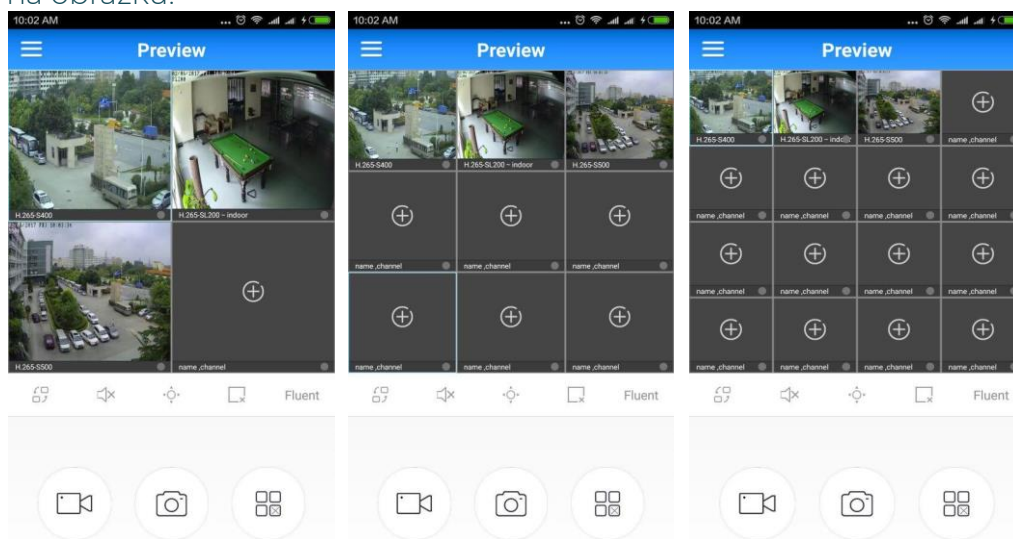 na obrázku.
10:02 AM
Preview
H.265-S400
H.265-SL200 - indoor
H.265-S500
name ,channel
Fluent
10:02 AM
Preview
H.265-S400
H.265-SL200 - indoor
H.265-S500
name ,channel
name ,channel
name ,channel
name ,channel
name ,channel
name ,channel
Fluent
10:02 AM
Preview
H.265-S400
H.265-SL200 - indo
H.265-S500
name ,channel
name ,channel
name ,channel
name ,channel
name ,channel
name ,channel
name ,channel
name ,channel
name ,channel
name ,channel
name ,channel
name ,channel
name ,channel
Fluent